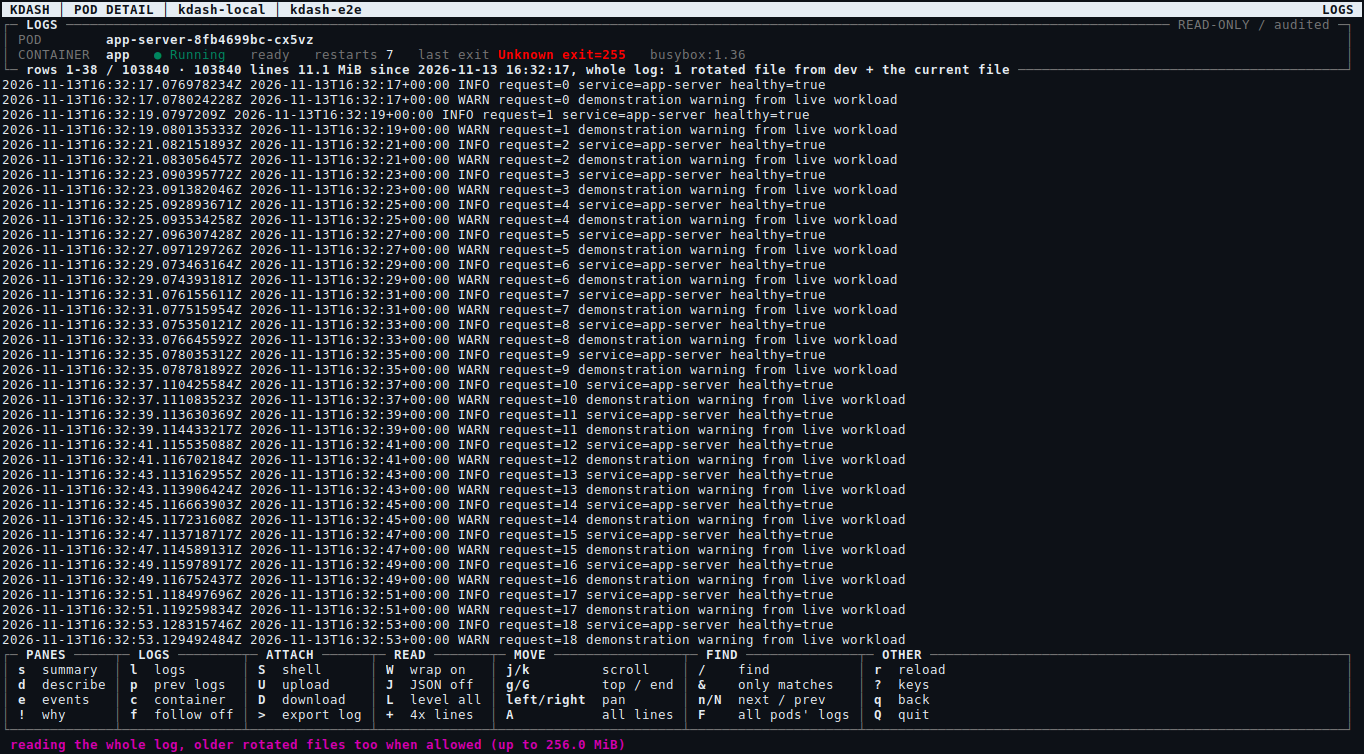 KDASH │ POD DETAIL │ kdash-local │ kdash-e2e LOGS
LOGS READ-ONLY / audited
POD app-server-8fb4699bc-cx5vz
CONTAINER app ● Running ready restarts 7 last exit Unknown exit=255 busybox:1.36
rows 1-38 / 103840 · 103840 lines 11.1 MiB since 2026-11-13 16:32:17, whole log: 1 rotated file from dev + the current file
2026-11-13T16:32:17.076978234Z 2026-11-13T16:32:17+00:00 INFO request=0 service=app-server healthy=true
2026-11-13T16:32:17.078024228Z 2026-11-13T16:32:17+00:00 WARN request=0 demonstration warning from live workload
2026-11-13T16:32:19.0797209Z 2026-11-13T16:32:19+00:00 INFO request=1 service=app-server healthy=true
2026-11-13T16:32:19.080135333Z 2026-11-13T16:32:19+00:00 WARN request=1 demonstration warning from live workload
2026-11-13T16:32:21.082151893Z 2026-11-13T16:32:21+00:00 INFO request=2 service=app-server healthy=true
2026-11-13T16:32:21.083056457Z 2026-11-13T16:32:21+00:00 WARN request=2 demonstration warning from live workload
2026-11-13T16:32:23.090395772Z 2026-11-13T16:32:23+00:00 INFO request=3 service=app-server healthy=true
2026-11-13T16:32:23.091382046Z 2026-11-13T16:32:23+00:00 WARN request=3 demonstration warning from live workload
2026-11-13T16:32:25.092893671Z 2026-11-13T16:32:25+00:00 INFO request=4 service=app-server healthy=true
2026-11-13T16:32:25.093534258Z 2026-11-13T16:32:25+00:00 WARN request=4 demonstration warning from live workload
2026-11-13T16:32:27.096307428Z 2026-11-13T16:32:27+00:00 INFO request=5 service=app-server healthy=true
2026-11-13T16:32:27.097129726Z 2026-11-13T16:32:27+00:00 WARN request=5 demonstration warning from live workload
2026-11-13T16:32:29.073463164Z 2026-11-13T16:32:29+00:00 INFO request=6 service=app-server healthy=true
2026-11-13T16:32:29.074393181Z 2026-11-13T16:32:29+00:00 WARN request=6 demonstration warning from live workload
2026-11-13T16:32:31.076155611Z 2026-11-13T16:32:31+00:00 INFO request=7 service=app-server healthy=true
2026-11-13T16:32:31.077515954Z 2026-11-13T16:32:31+00:00 WARN request=7 demonstration warning from live workload
2026-11-13T16:32:33.075350121Z 2026-11-13T16:32:33+00:00 INFO request=8 service=app-server healthy=true
2026-11-13T16:32:33.076645592Z 2026-11-13T16:32:33+00:00 WARN request=8 demonstration warning from live workload
2026-11-13T16:32:35.078035312Z 2026-11-13T16:32:35+00:00 INFO request=9 service=app-server healthy=true
2026-11-13T16:32:35.078781892Z 2026-11-13T16:32:35+00:00 WARN request=9 demonstration warning from live workload
2026-11-13T16:32:37.110425584Z 2026-11-13T16:32:37+00:00 INFO request=10 service=app-server healthy=true
2026-11-13T16:32:37.111083523Z 2026-11-13T16:32:37+00:00 WARN request=10 demonstration warning from live workload
2026-11-13T16:32:39.113630369Z 2026-11-13T16:32:39+00:00 INFO request=11 service=app-server healthy=true
2026-11-13T16:32:39.114433217Z 2026-11-13T16:32:39+00:00 WARN request=11 demonstration warning from live workload
2026-11-13T16:32:41.115535088Z 2026-11-13T16:32:41+00:00 INFO request=12 service=app-server healthy=true
2026-11-13T16:32:41.116702184Z 2026-11-13T16:32:41+00:00 WARN request=12 demonstration warning from live workload
2026-11-13T16:32:43.113162955Z 2026-11-13T16:32:43+00:00 INFO request=13 service=app-server healthy=true
2026-11-13T16:32:43.113906424Z 2026-11-13T16:32:43+00:00 WARN request=13 demonstration warning from live workload
2026-11-13T16:32:45.116663903Z 2026-11-13T16:32:45+00:00 INFO request=14 service=app-server healthy=true
2026-11-13T16:32:45.117231608Z 2026-11-13T16:32:45+00:00 WARN request=14 demonstration warning from live workload
2026-11-13T16:32:47.113718717Z 2026-11-13T16:32:47+00:00 INFO request=15 service=app-server healthy=true
2026-11-13T16:32:47.114589131Z 2026-11-13T16:32:47+00:00 WARN request=15 demonstration warning from live workload
2026-11-13T16:32:49.115978917Z 2026-11-13T16:32:49+00:00 INFO request=16 service=app-server healthy=true
2026-11-13T16:32:49.116752437Z 2026-11-13T16:32:49+00:00 WARN request=16 demonstration warning from live workload
2026-11-13T16:32:51.118497696Z 2026-11-13T16:32:51+00:00 INFO request=17 service=app-server healthy=true
2026-11-13T16:32:51.119259834Z 2026-11-13T16:32:51+00:00 WARN request=17 demonstration warning from live workload
2026-11-13T16:32:53.128315746Z 2026-11-13T16:32:53+00:00 INFO request=18 service=app-server healthy=true
2026-11-13T16:32:53.129492484Z 2026-11-13T16:32:53+00:00 WARN request=18 demonstration warning from live workload
PANES LOGS ATTACH READ MOVE FIND OTHER
s summary l logs S shell W wrap on j/k scroll / find r reload
d describe p prev logs U upload J JSON off g/G top / end & only matches ? keys
e events c container D download L level all left/right pan n/N next / prev q back
! why f follow off > export log + 4x lines A all lines F all pods' logs Q quit
reading the whole log, older rotated files too when allowed (up to 256.0 MiB)